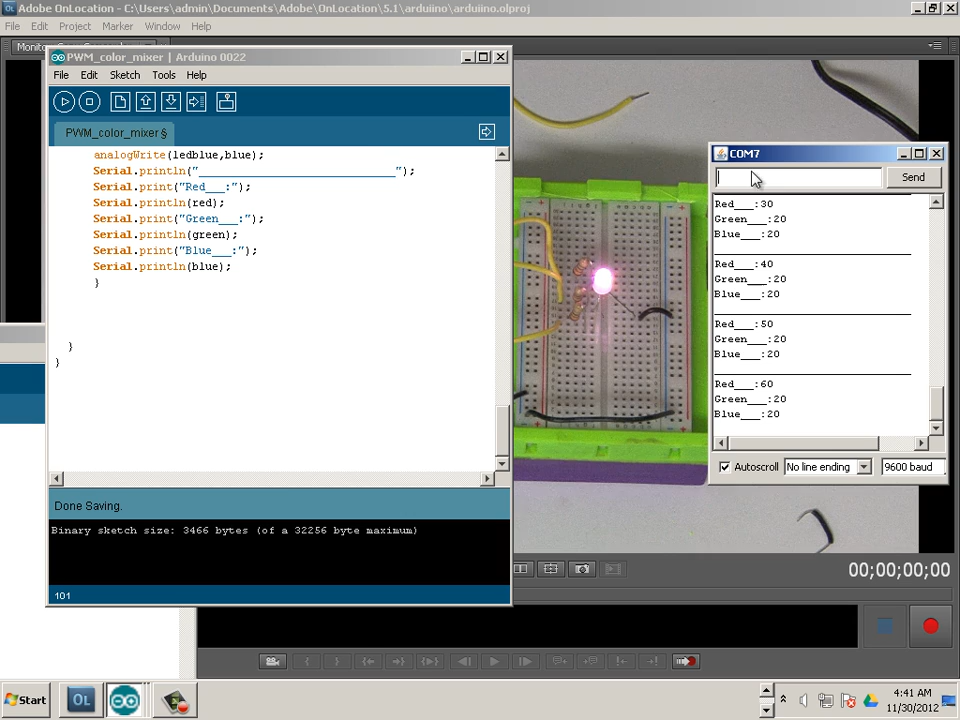 Adobe OnLocation - C:\Users\admin\Documents\Adobe\OnLocation\5.1\arduiino\arduiino.olproj
File Edit Project Marker Window Help
PWM_color_mixer | Arduino 0022
File Edit Sketch Tools Help
PWM_color_mixer §
analogWrite(ledblue,blue);
Serial.println("______________________________");
Serial.print("Red___:");
Serial.println(red);
Serial.print("Green___:");
Serial.println(green);
Serial.print("Blue___:");
Serial.println(blue);
}
}
}
Done Saving.
Binary sketch size: 3466 bytes (of a 32256 byte maximum)
101
COM7
Send
Red___:30
Green___:20
Blue___:20
Red___:40
Green___:20
Blue___:20
Red___:50
Green___:20
Blue___:20
Red___:60
Green___:20
Blue___:20
Autoscroll No line ending 9600 baud
00;00;00;00
Start OL
4:41 AM
11/30/2012